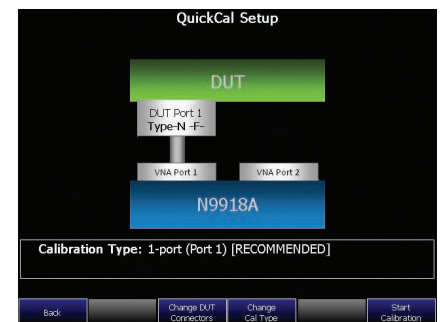 QuickCal Setup
DUT
DUT Port 1
Type-N -F-
VNA Port 1
VNA Port 2
N9918A
Calibration Type: 1-port (Port 1) [RECOMMENDED]
Back
Change DUT
Connectors
Change
Cal Type
Start
Calibration